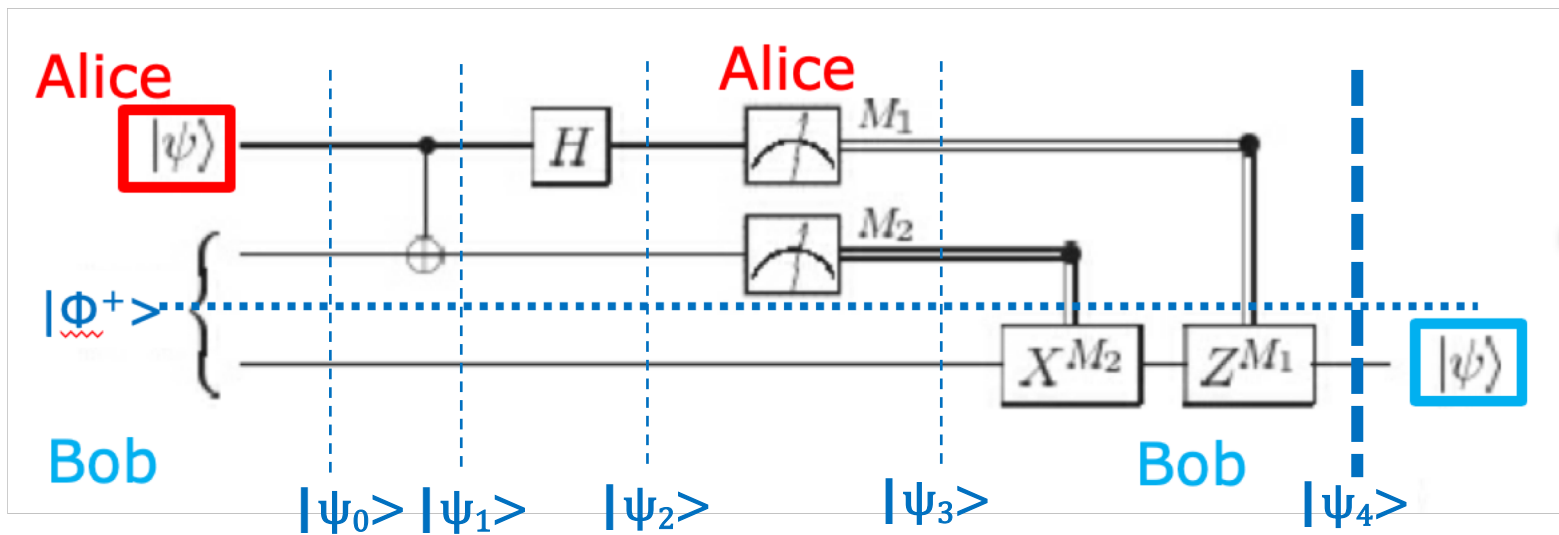 Alice
Alice
|ψ⟩
H
M₁
M₂
|Φ⁺>
X^M₂
Z^M₁
|ψ⟩
Bob
Bob
|ψ₀>
|ψ₁>
|ψ₂>
|ψ₃>
|ψ₄>